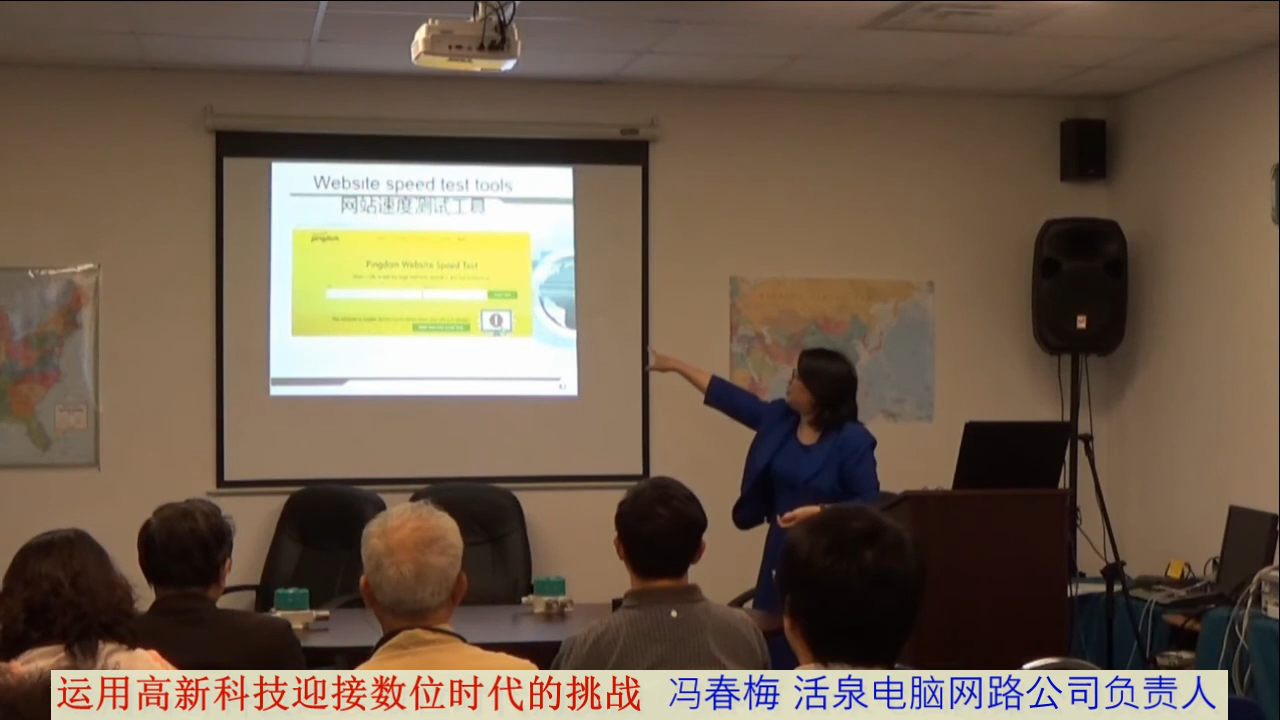 Website speed test tools
网站速度测试工具
pingdom
Pingdom Website Speed Test
运用高新科技迎接数位时代的挑战 冯春梅 活泉电脑网路公司负责人